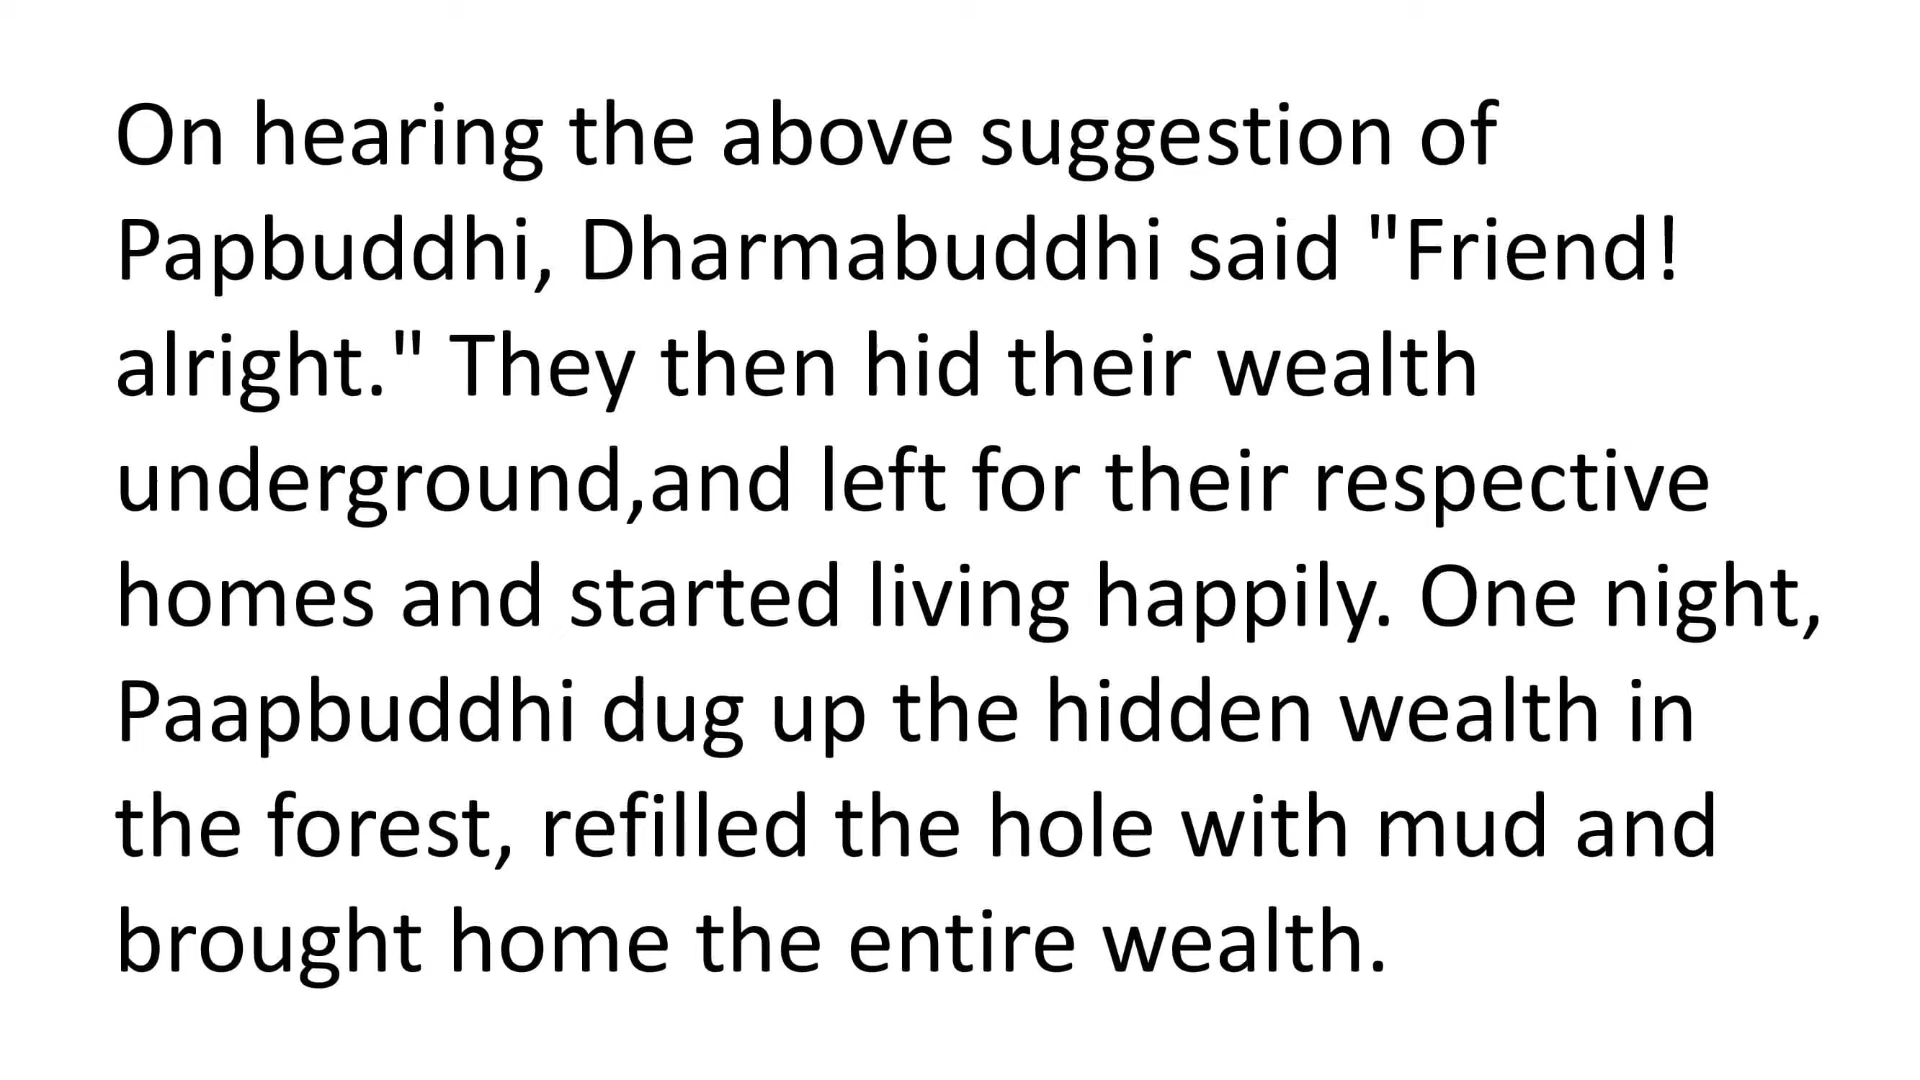 On hearing the above suggestion of
Papbuddhi, Dharmabuddhi said "Friend!
alright." They then hid their wealth
underground,and left for their respective
homes and started living happily. One night,
Paapbuddhi dug up the hidden wealth in
the forest, refilled the hole with mud and
brought home the entire wealth.